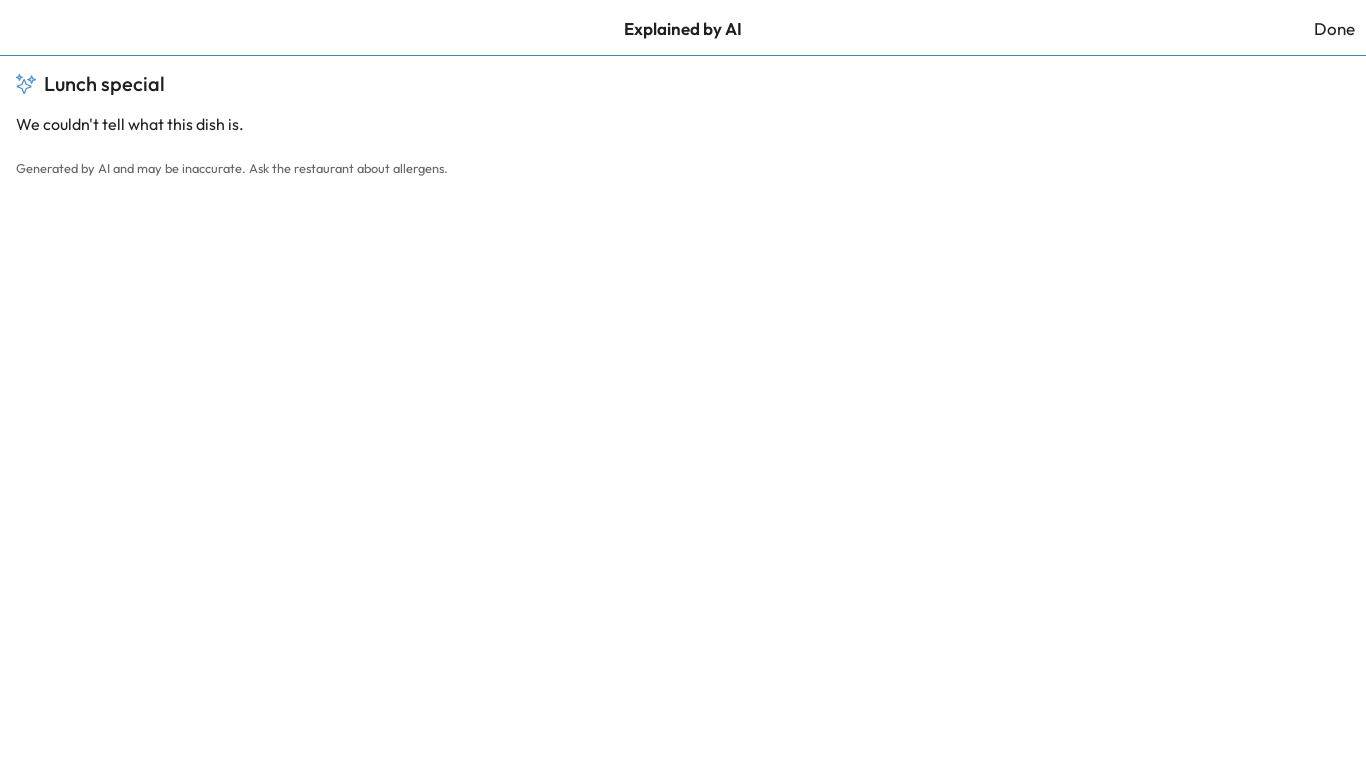 Explained by AI
Done
Lunch special
We couldn't tell what this dish is.
Generated by AI and may be inaccurate. Ask the restaurant about allergens.